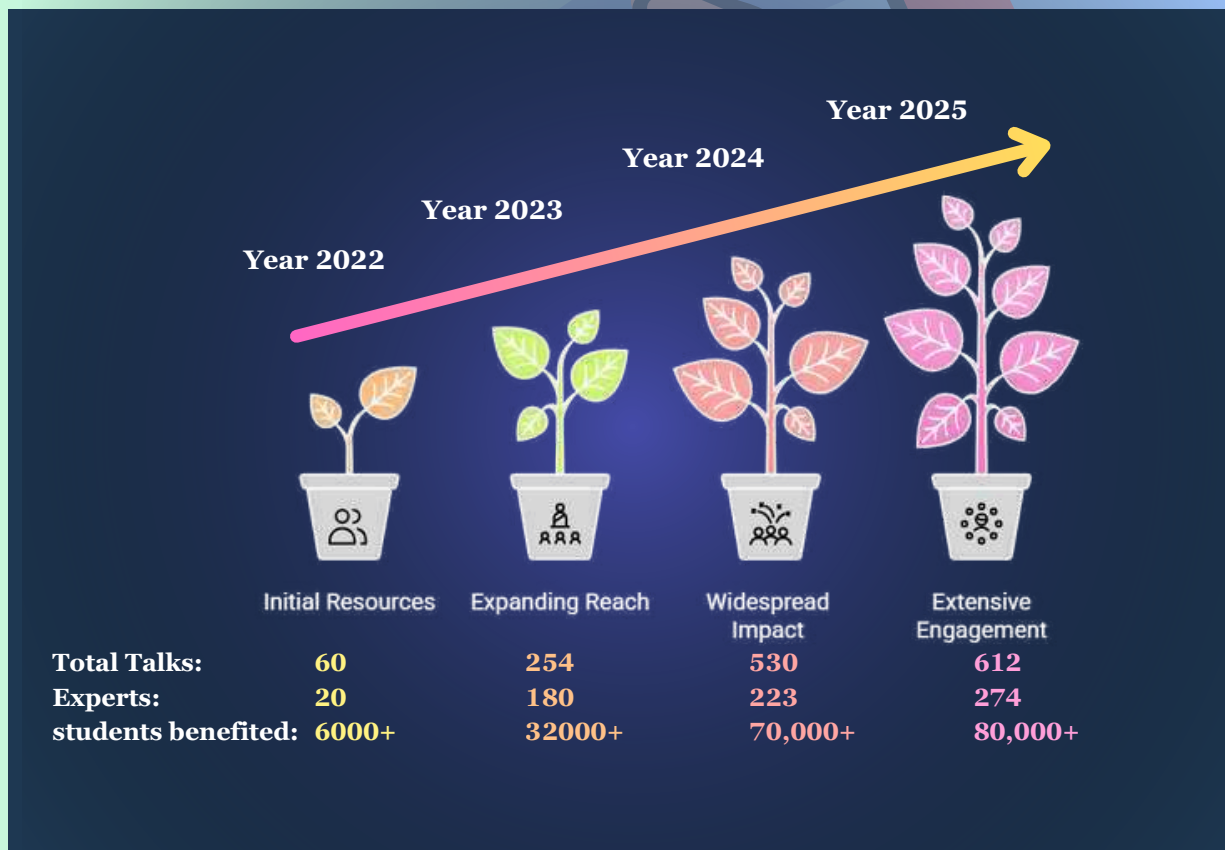 Year 2025
Year 2024
Year 2023
Year 2022
Initial Resources
Expanding Reach
Widespread
Impact
Extensive
Engagement
Total Talks: 60 254 530 612
Experts: 20 180 223 274
students benefited: 6000+ 32000+ 70,000+ 80,000+